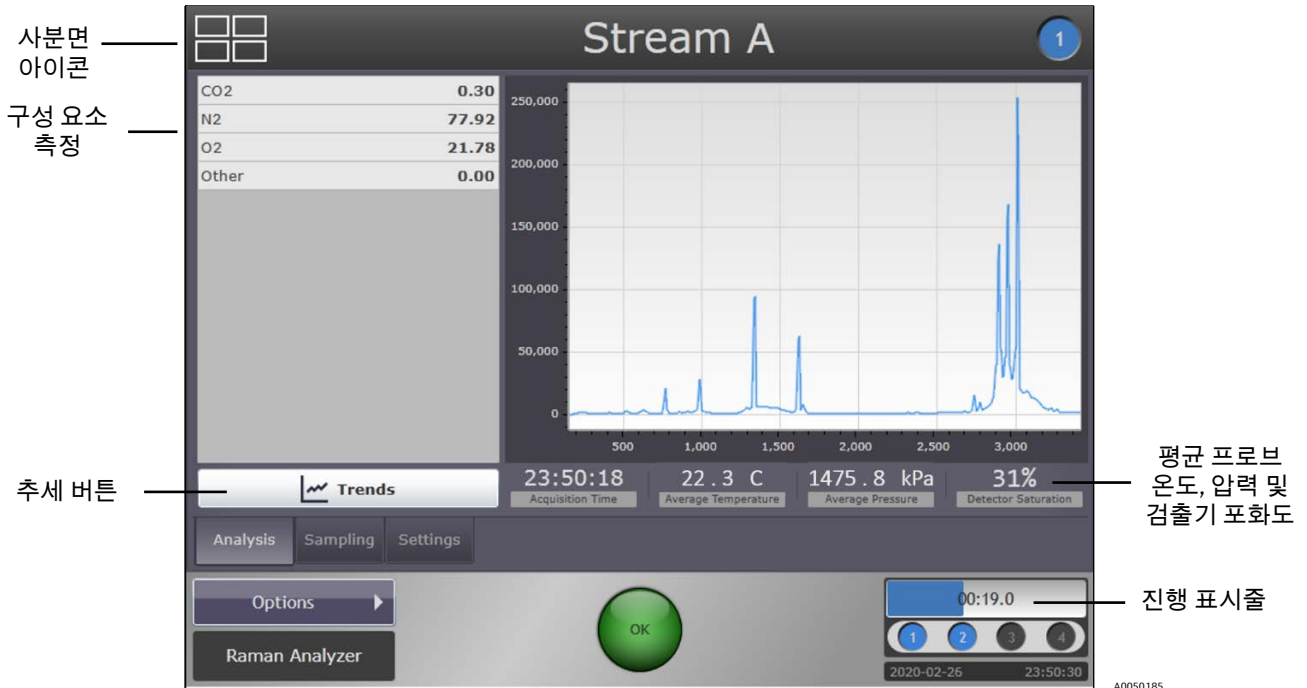 사분면
아이콘
Stream A
1
구성 요소
측정
CO2 0.30
N2 77.92
O2 21.78
Other 0.00
250,000
200,000
150,000
100,000
50,000
0
500 1,000 1,500 2,000 2,500 3,000
추세 버튼
Trends
23:50:18 22.3 C 1475.8 kPa 31%
Acquisition Time Average Temperature Average Pressure Detector Saturation
평균 프로브
온도, 압력 및
검출기 포화도
Analysis Sampling Settings
Options
Raman Analyzer
OK
00:19.0
1 2 3 4
2020-02-26 23:50:30
진행 표시줄
A0050185